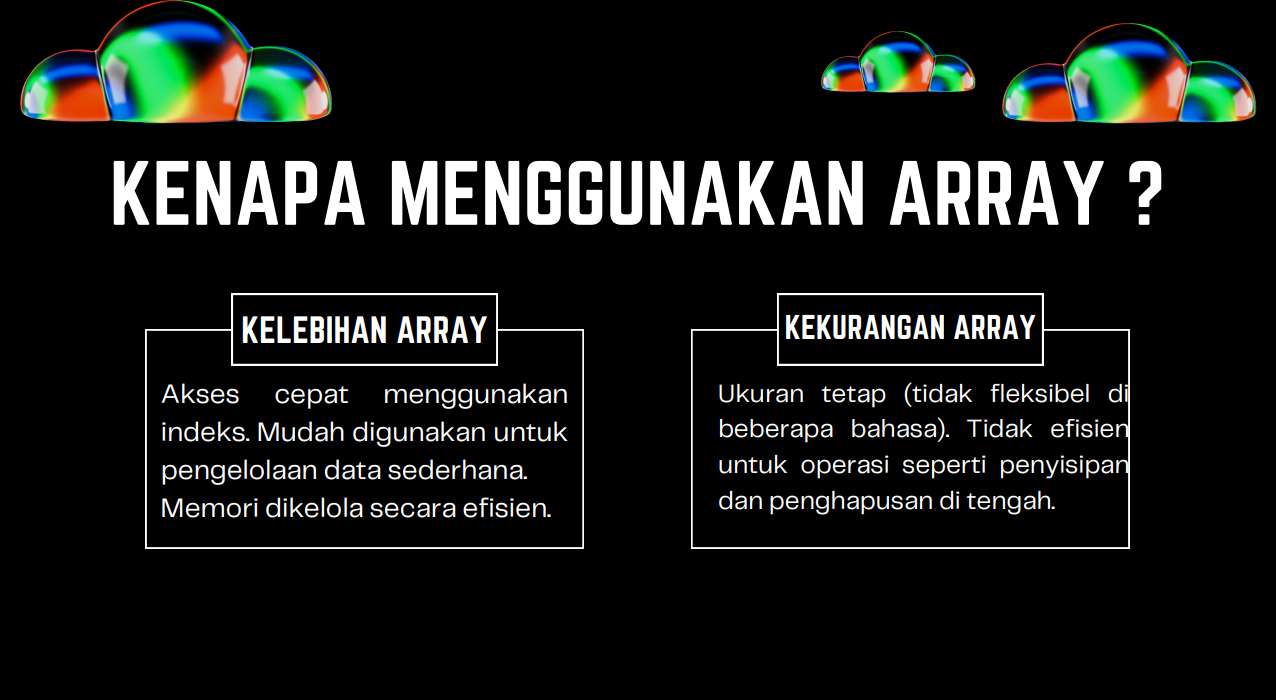 KENAPA MENGGUNAKAN ARRAY ?
KELEBIHAN ARRAY
Akses cepat menggunakan
indeks. Mudah digunakan untuk
pengelolaan data sederhana.
Memori dikelola secara efisien.
KEKURANGAN ARRAY
Ukuran tetap (tidak fleksibel di
beberapa bahasa). Tidak efisien
untuk operasi seperti penyisipan
dan penghapusan di tengah.